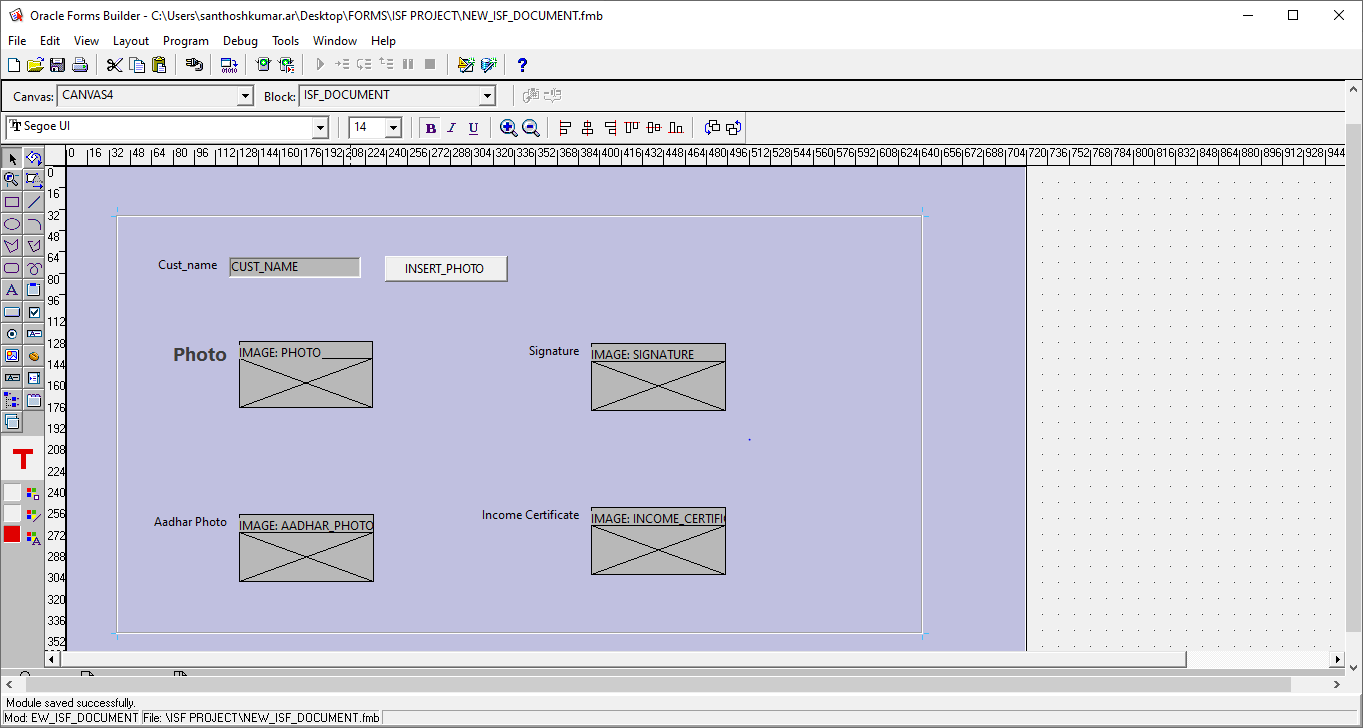 Oracle Forms Builder - C:\Users\santhoshkumar.ar\Desktop\FORMS\ISF PROJECT\NEW_ISF_DOCUMENT.fmb
File Edit View Layout Program Debug Tools Window Help
Canvas: CANVAS4 Block: ISF_DOCUMENT
Segoe UI 14 B I U
0 16 32 48 64 80 96 112 128 144 160 176 192 208 224 240 256 272 288 304 320 336 352 368 384 400 416 432 448 464 480 496 512 528 544 560 576 592 608 624 640 656 672 688 704 720 736 752 768 784 800 816 832 848 864 880 896 912 928 944
0
16
32
48
64
80
96
112
128
144
160
176
192
208
224
240
256
272
288
304
320
336
352
Cust_name CUST_NAME INSERT_PHOTO
Photo IMAGE: PHOTO Signature IMAGE: SIGNATURE
Aadhar Photo IMAGE: AADHAR_PHOTO Income Certificate IMAGE: INCOME_CERTIFI
T
Module saved successfully.
Mod: EW_ISF_DOCUMENT File: \ISF PROJECT\NEW_ISF_DOCUMENT.fmb